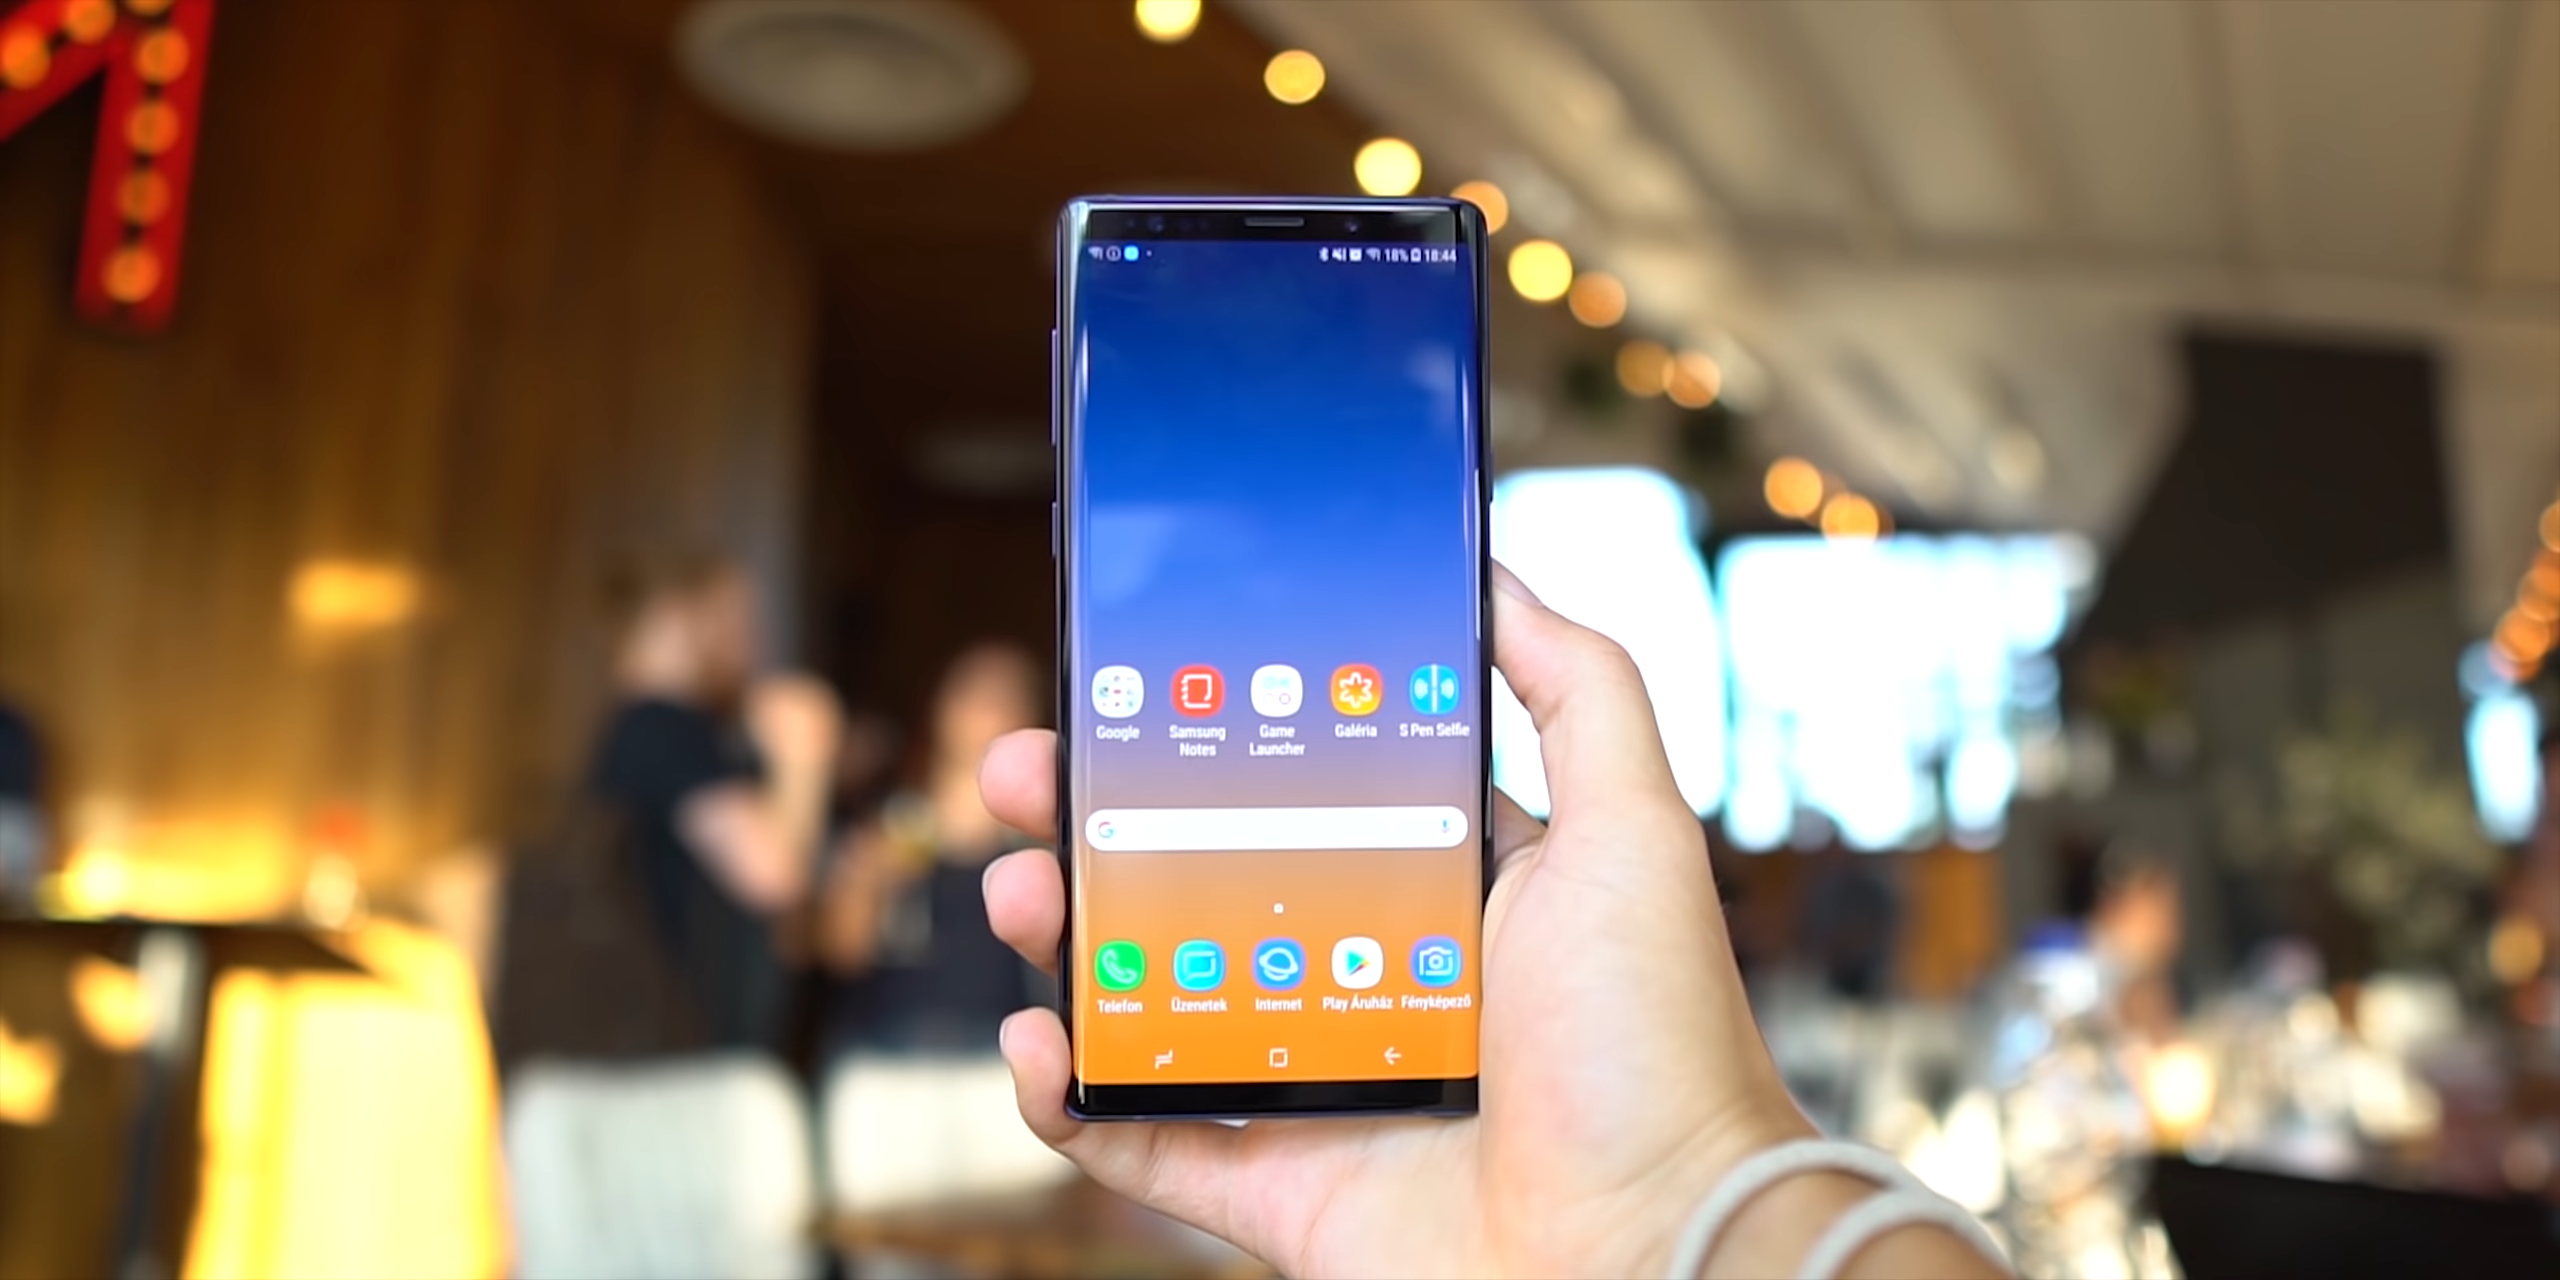 18% 18:44
Google Samsung Notes Game Launcher Galéria S Pen Selfie
Telefon Üzenetek Internet Play Áruház Fényképező